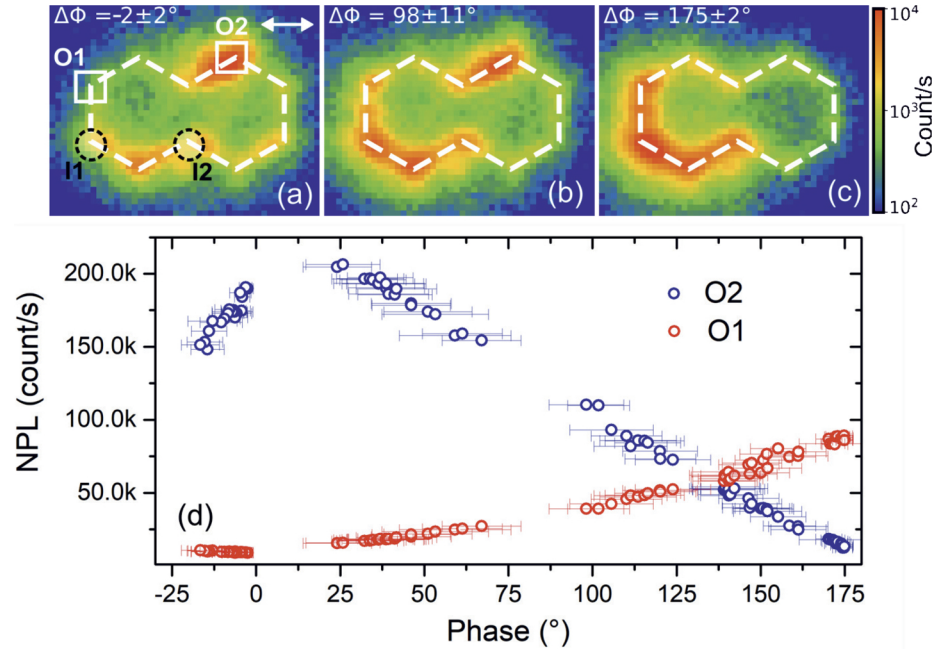 ΔΦ =-2±2°
O2
O1
I1
I2
(a)
ΔΦ = 98±11°
(b)
ΔΦ = 175±2°
(c)
10⁴
10³
10²
Count/s
200.0k
150.0k
100.0k
50.0k
NPL (count/s)
O2
O1
(d)
-25 0 25 50 75 100 125 150 175
Phase (°)